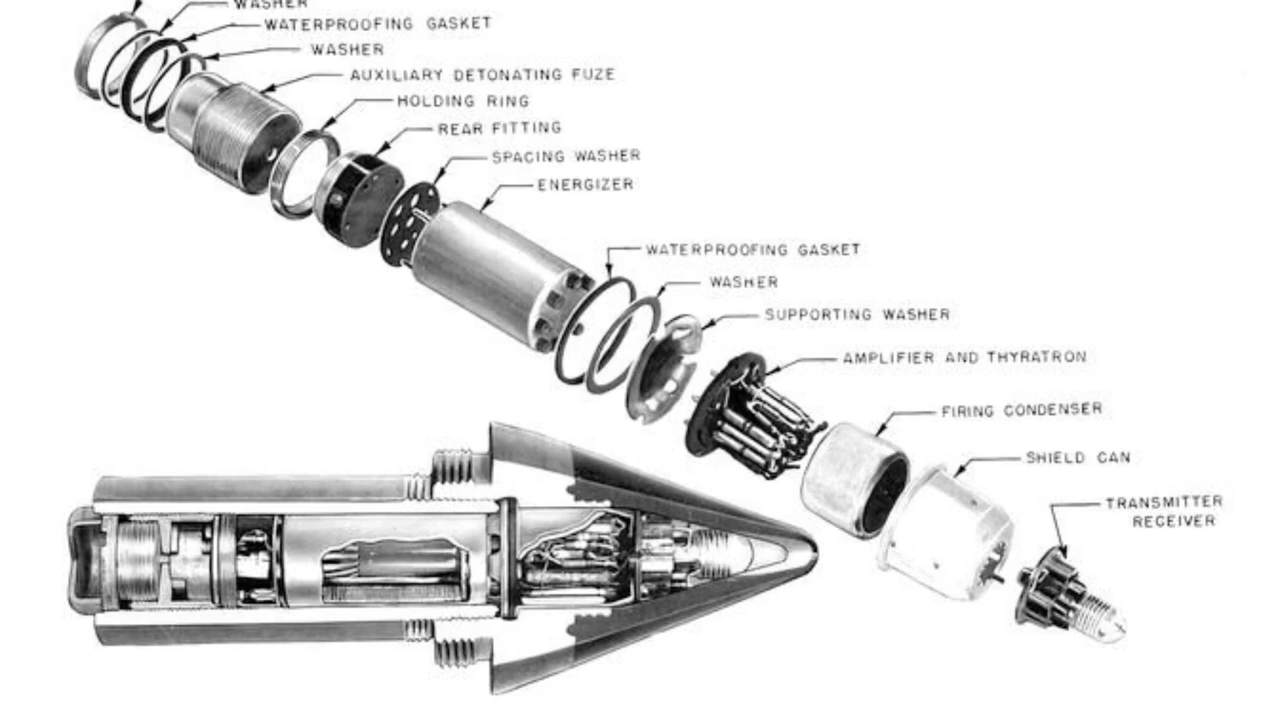 WASHER
WATERPROOFING GASKET
WASHER
AUXILIARY DETONATING FUZE
HOLDING RING
REAR FITTING
SPACING WASHER
ENERGIZER
WATERPROOFING GASKET
WASHER
SUPPORTING WASHER
AMPLIFIER AND THYRATRON
FIRING CONDENSER
SHIELD CAN
TRANSMITTER
RECEIVER